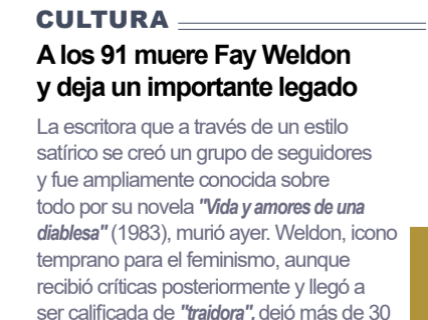 CULTURA
A los 91 muere Fay Weldon
y deja un importante legado
La escritora que a través de un estilo
satírico se creó un grupo de seguidores
y fue ampliamente conocida sobre
todo por su novela "Vida y amores de una
diablesa" (1983), murió ayer. Weldon, icono
temprano para el feminismo, aunque
recibió críticas posteriormente y llegó a
ser calificada de "traidora", dejó más de 30